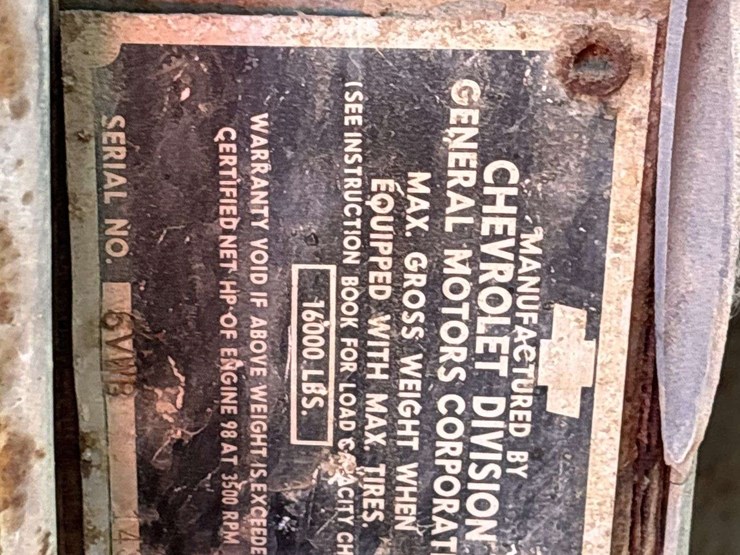 MANUFACTURED BY
CHEVROLET DIVISION
GENERAL MOTORS CORPORAT
MAX. GROSS WEIGHT WHEN
EQUIPPED WITH MAX. TIRES
(SEE INSTRUCTION BOOK FOR LOAD CAPACITY CH
16000 LBS.
WARRANTY VOID IF ABOVE WEIGHT IS EXCEEDE
CERTIFIED NET HP OF ENGINE 98 AT 3500 RPM
SERIAL NO.